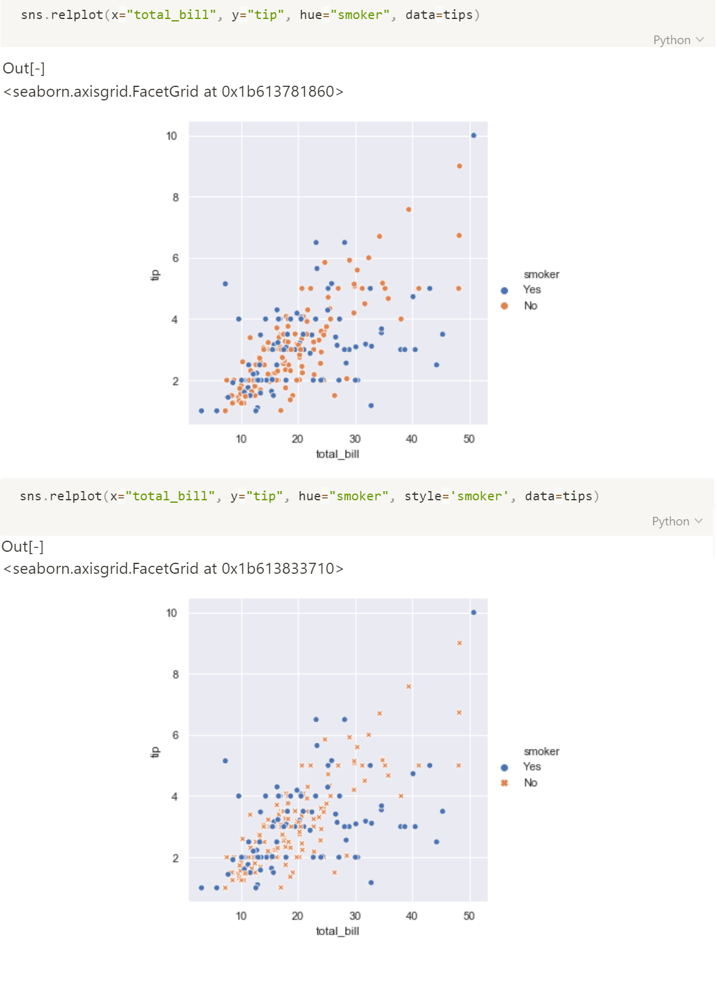 sns.relplot(x="total_bill", y="tip", hue="smoker", data=tips)
Python
Out[-]
<seaborn.axisgrid.FacetGrid at 0x1b613781860>
10
8
6
4
2
tip
smoker
Yes
No
10 20 30 40 50
total_bill
sns.relplot(x="total_bill", y="tip", hue="smoker", style='smoker', data=tips)
Python
Out[-]
<seaborn.axisgrid.FacetGrid at 0x1b613833710>
10
8
6
4
2
tip
smoker
Yes
No
10 20 30 40 50
total_bill